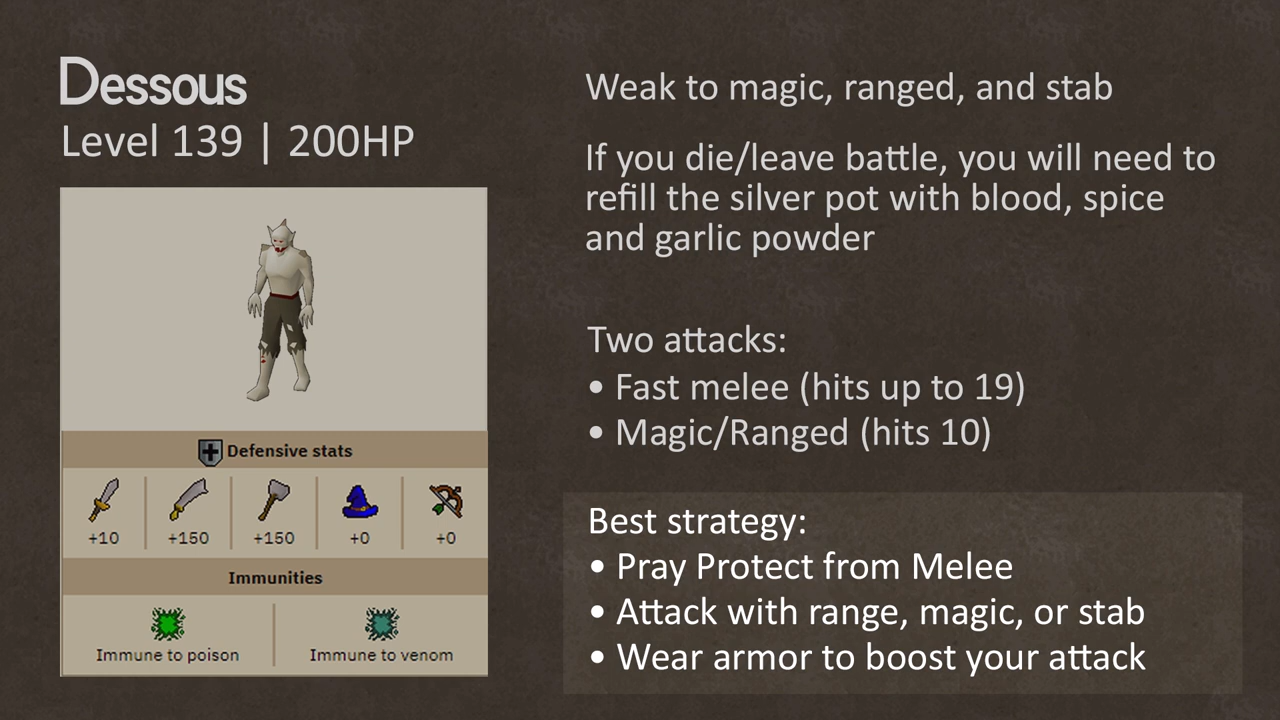 Dessous
Level 139 | 200HP
Defensive stats
+10 +150 +150 +0 +0
Immunities
Immune to poison Immune to venom
Weak to magic, ranged, and stab
If you die/leave battle, you will need to
refill the silver pot with blood, spice
and garlic powder
Two attacks:
• Fast melee (hits up to 19)
• Magic/Ranged (hits 10)
Best strategy:
• Pray Protect from Melee
• Attack with range, magic, or stab
• Wear armor to boost your attack